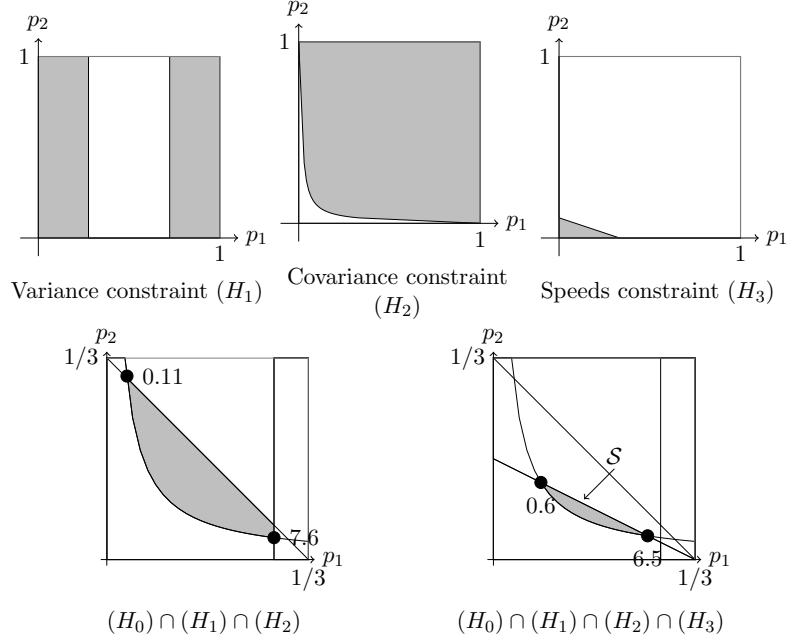 p₂
1
p₁
1
Variance constraint (H₁)
p₂
1
p₁
1
Covariance constraint
(H₂)
p₂
1
p₁
1
Speeds constraint (H₃)
p₂
1/3
0.11
7.6
p₁
1/3
(H₀) ∩ (H₁) ∩ (H₂)
p₂
1/3
S
0.6
6.5
p₁
1/3
(H₀) ∩ (H₁) ∩ (H₂) ∩ (H₃)